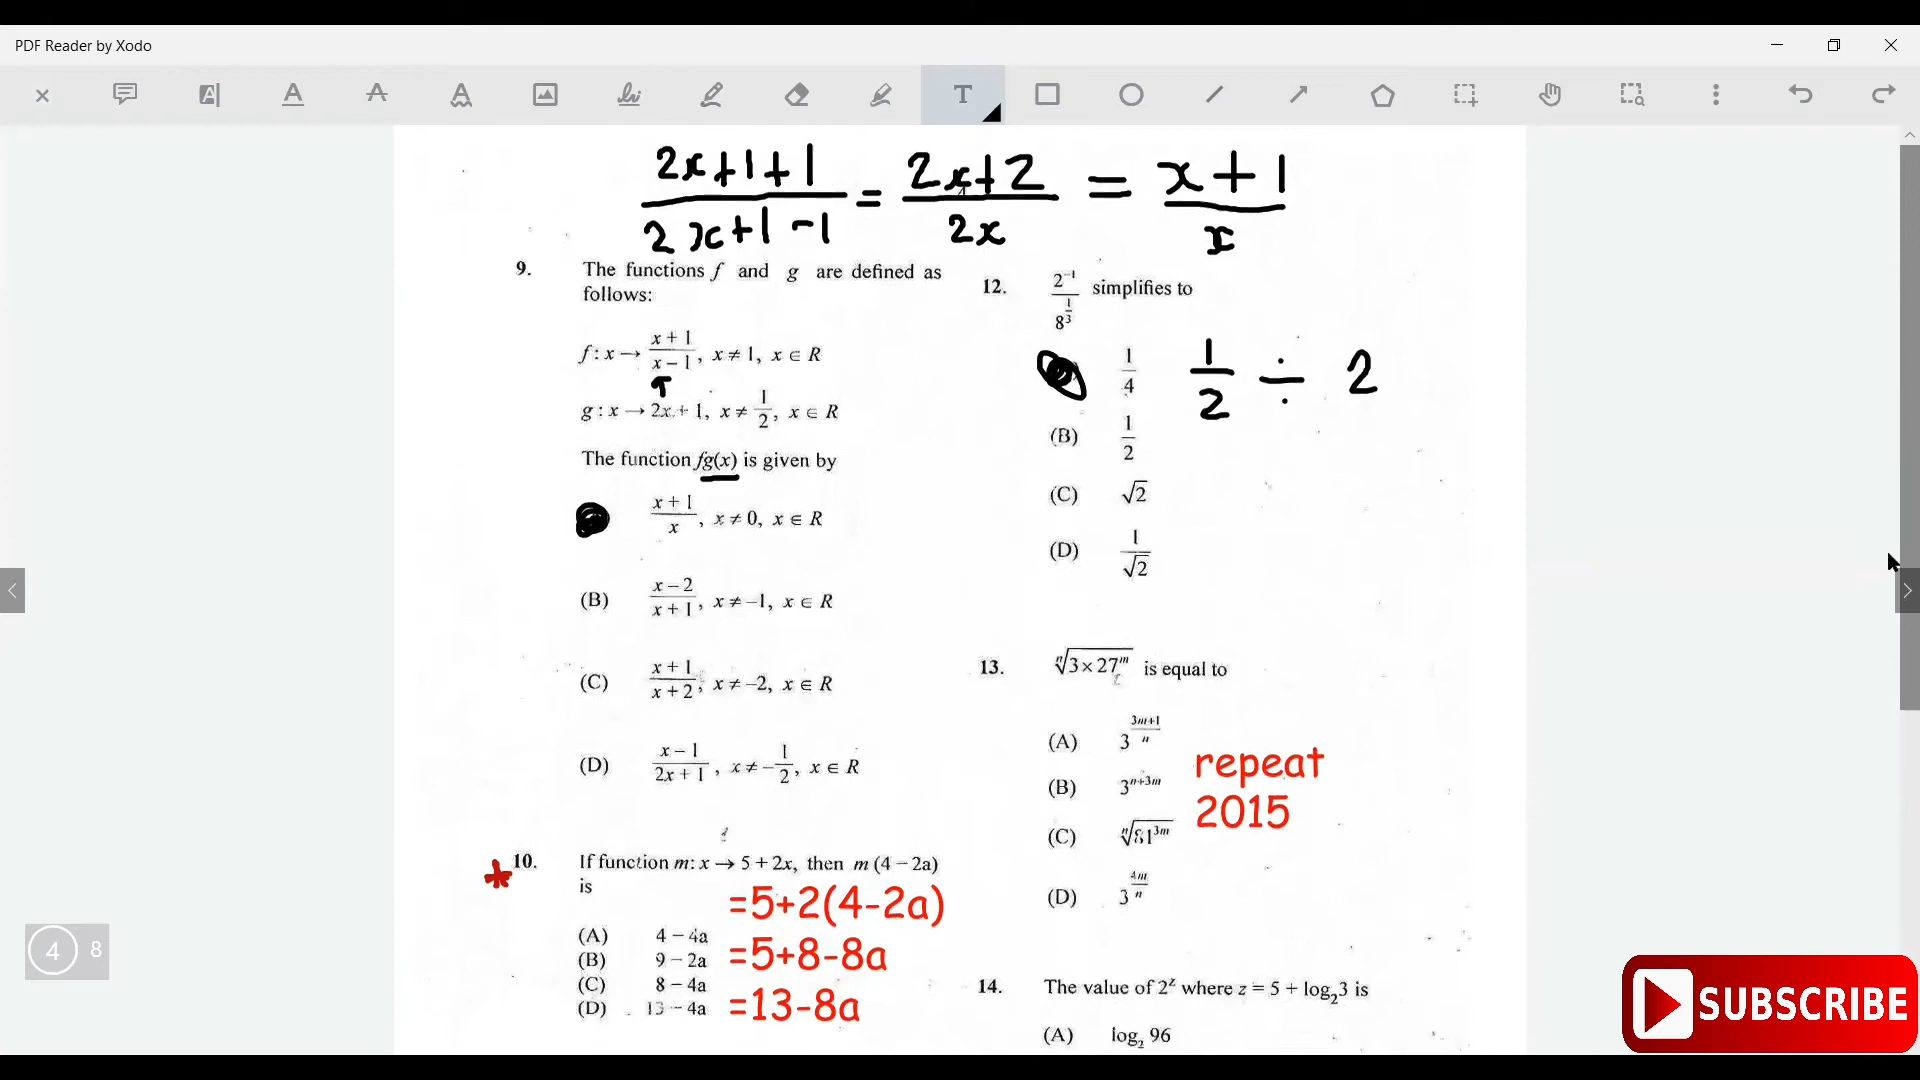 PDF Reader by Xodo
2x+1+1 / 2x+1-1 = 2x+2 / 2x = x+1 / x
9. The functions f and g are defined as
follows:
f : x → x + 1 / x − 1, x ≠ 1, x ∈ R
g : x → 2x + 1, x ≠ 1/2, x ∈ R
The function fg(x) is given by
x + 1 / x, x ≠ 0, x ∈ R
(B) x − 2 / x + 1, x ≠ −1, x ∈ R
(C) x + 1 / x + 2, x ≠ −2, x ∈ R
(D) x − 1 / 2x + 1, x ≠ −1/2, x ∈ R
* 10. If function m: x → 5 + 2x, then m (4 − 2a)
is
=5+2(4-2a)
(A) 4 − 4a
(B) 9 − 2a
=5+8-8a
(C) 8 − 4a
(D) 13 − 4a
=13-8a
12. 2⁻¹ / 8^(1/3) simplifies to
1/4
1/2 ÷ 2
(B) 1/2
(C) √2
(D) 1/√2
13. ⁿ√3 × 27ᵐ is equal to
(A) 3^(3m+1 / n)
(B) 3^(n+3m)
(C) ⁿ√81^(3m)
(D) 3^(4m / n)
repeat
2015
14. The value of 2ᶻ where z = 5 + log₂3 is
(A) log₂ 96
4 8
SUBSCRIBE